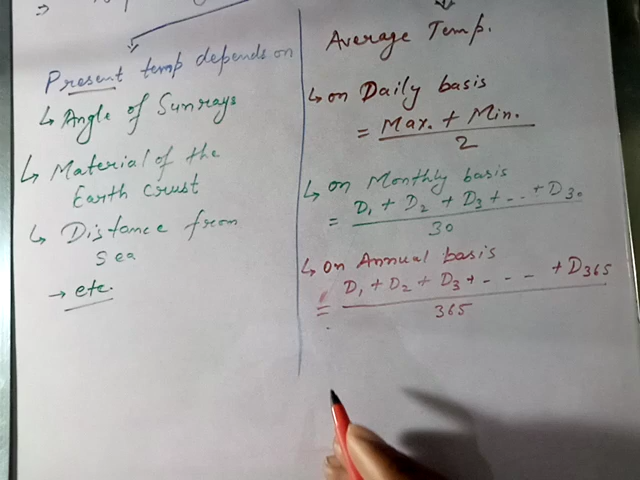 ⇒
Present temp depends on
↳ Angle of Sunrays
↳ Material of the
Earth Crust
↳ Distance from
Sea
→ etc.
Average Temp.
↳ on Daily basis
= Max. + Min.
2
↳ on Monthly basis
= D1 + D2 + D3 + -- + D30
30
↳ on Annual basis
= D1 + D2 + D3 + - - - + D365
365